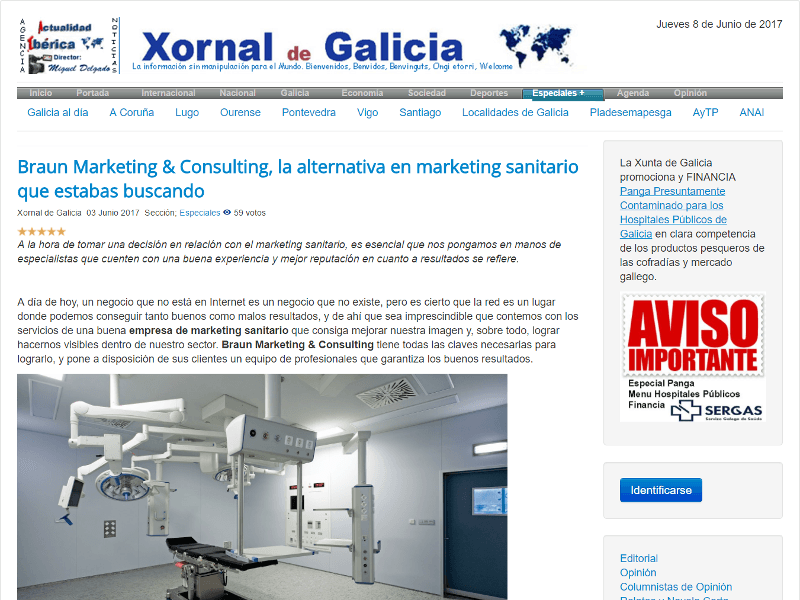 Actualidad
Ibérica
Director:
Miguel Delgado
AGENCIA
NOTICIAS
Xornal de Galicia
La información sin manipulación para el Mundo. Bienvenidos, Benvidos, Benvinguts, Ongi etorri, Welcome
Jueves 8 de Junio de 2017
Inicio Portada Internacional Nacional Galicia Economía Sociedad Deportes Especiales + Agenda Opinión
Galicia al día A Coruña Lugo Ourense Pontevedra Vigo Santiago Localidades de Galicia Pladesemapesga AyTP ANAI
Braun Marketing & Consulting, la alternativa en marketing sanitario
que estabas buscando
Xornal de Galicia 03 Junio 2017 Sección; Especiales 59 votos
A la hora de tomar una decisión en relación con el marketing sanitario, es esencial que nos pongamos en manos de
especialistas que cuenten con una buena experiencia y mejor reputación en cuanto a resultados se refiere.
A día de hoy, un negocio que no está en Internet es un negocio que no existe, pero es cierto que la red es un lugar
donde podemos conseguir tanto buenos como malos resultados, y de ahí que sea imprescindible que contemos con los
servicios de una buena empresa de marketing sanitario que consiga mejorar nuestra imagen y, sobre todo, lograr
hacernos visibles dentro de nuestro sector. Braun Marketing & Consulting tiene todas las claves necesarias para
lograrlo, y pone a disposición de sus clientes un equipo de profesionales que garantiza los buenos resultados.
La Xunta de Galicia
promociona y FINANCIA
Panga Presuntamente
Contaminado para los
Hospitales Públicos de
Galicia en clara competencia
de los productos pesqueros de
las cofradías y mercado
gallego.
AVISO
IMPORTANTE
Especial Panga
Menu Hospitales Públicos
Financia SERGAS
Servizo Galego de Saúde
Identificarse
Editorial
Opinión
Columnistas de Opinión
Relatos y Novela Corta